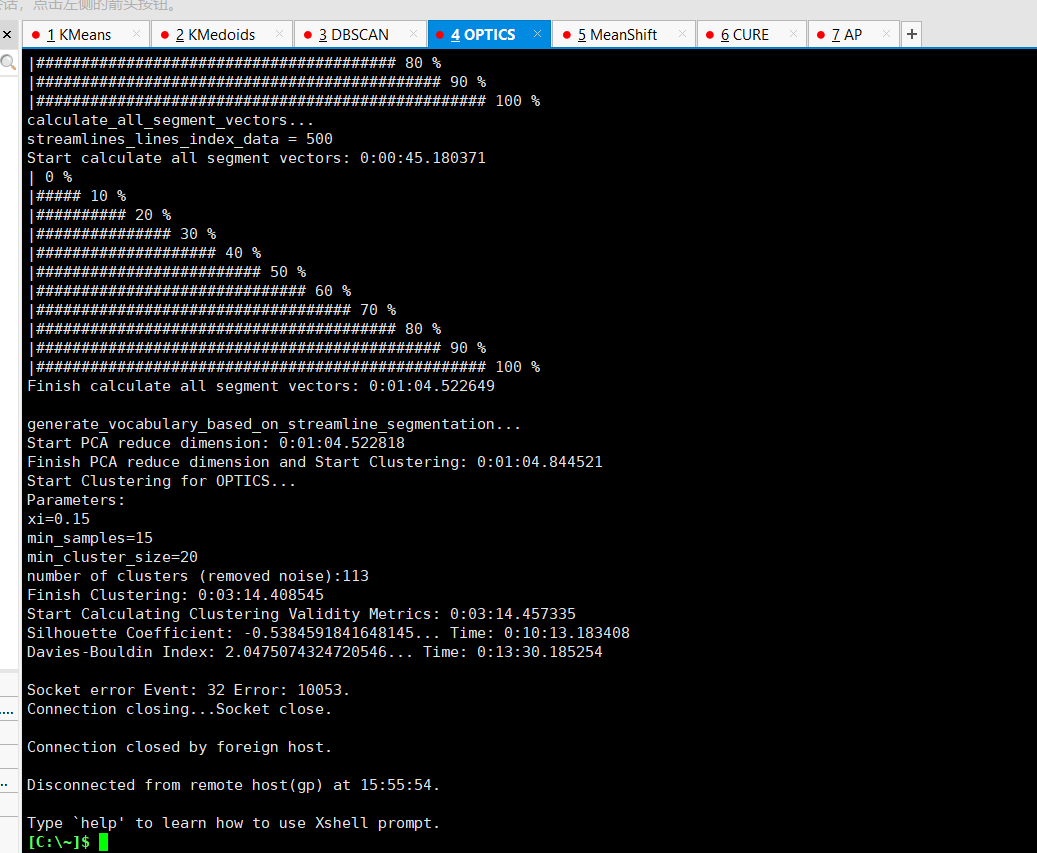 话，点击左侧的箭头按钮。
1 KMeans 2 KMedoids 3 DBSCAN 4 OPTICS 5 MeanShift 6 CURE 7 AP +
|######################################## 80 %
|############################################# 90 %
|################################################## 100 %
calculate_all_segment_vectors...
streamlines_lines_index_data = 500
Start calculate all segment vectors: 0:00:45.180371
| 0 %
|##### 10 %
|########## 20 %
|############### 30 %
|#################### 40 %
|######################### 50 %
|############################## 60 %
|################################### 70 %
|######################################## 80 %
|############################################# 90 %
|################################################## 100 %
Finish calculate all segment vectors: 0:01:04.522649
generate_vocabulary_based_on_streamline_segmentation...
Start PCA reduce dimension: 0:01:04.522818
Finish PCA reduce dimension and Start Clustering: 0:01:04.844521
Start Clustering for OPTICS...
Parameters:
xi=0.15
min_samples=15
min_cluster_size=20
number of clusters (removed noise):113
Finish Clustering: 0:03:14.408545
Start Calculating Clustering Validity Metrics: 0:03:14.457335
Silhouette Coefficient: -0.5384591841648145... Time: 0:10:13.183408
Davies-Bouldin Index: 2.0475074324720546... Time: 0:13:30.185254
Socket error Event: 32 Error: 10053.
Connection closing...Socket close.
Connection closed by foreign host.
Disconnected from remote host(gp) at 15:55:54.
Type `help' to learn how to use Xshell prompt.
[C:\~]$